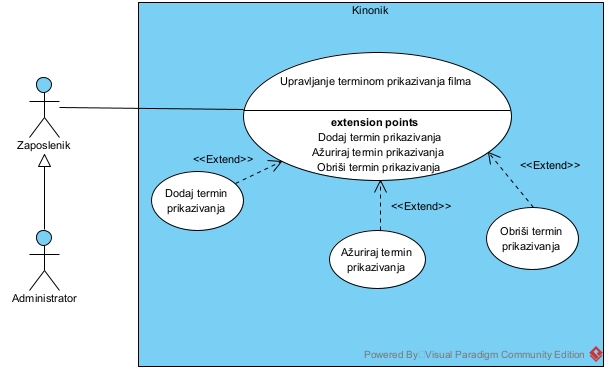 Kinonik
Upravljanje terminom prikazivanja filma
extension points
Dodaj termin prikazivanja
Ažuriraj termin prikazivanja
Obriši termin prikazivanja
Zaposlenik
<<Extend>>
<<Extend>>
Dodaj termin
prikazivanja
<<Extend>>
Obriši termin
prikazivanja
Ažuriraj termin
prikazivanja
Administrator
Powered By Visual Paradigm Community Edition